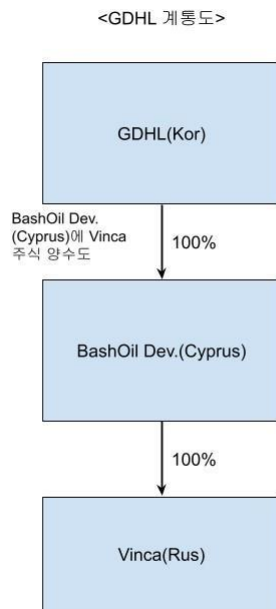 <GDHL 계통도>
GDHL(Kor)
BashOil Dev.
(Cyprus)에 Vinca
주식 양수도
100%
BashOil Dev.(Cyprus)
100%
Vinca(Rus)